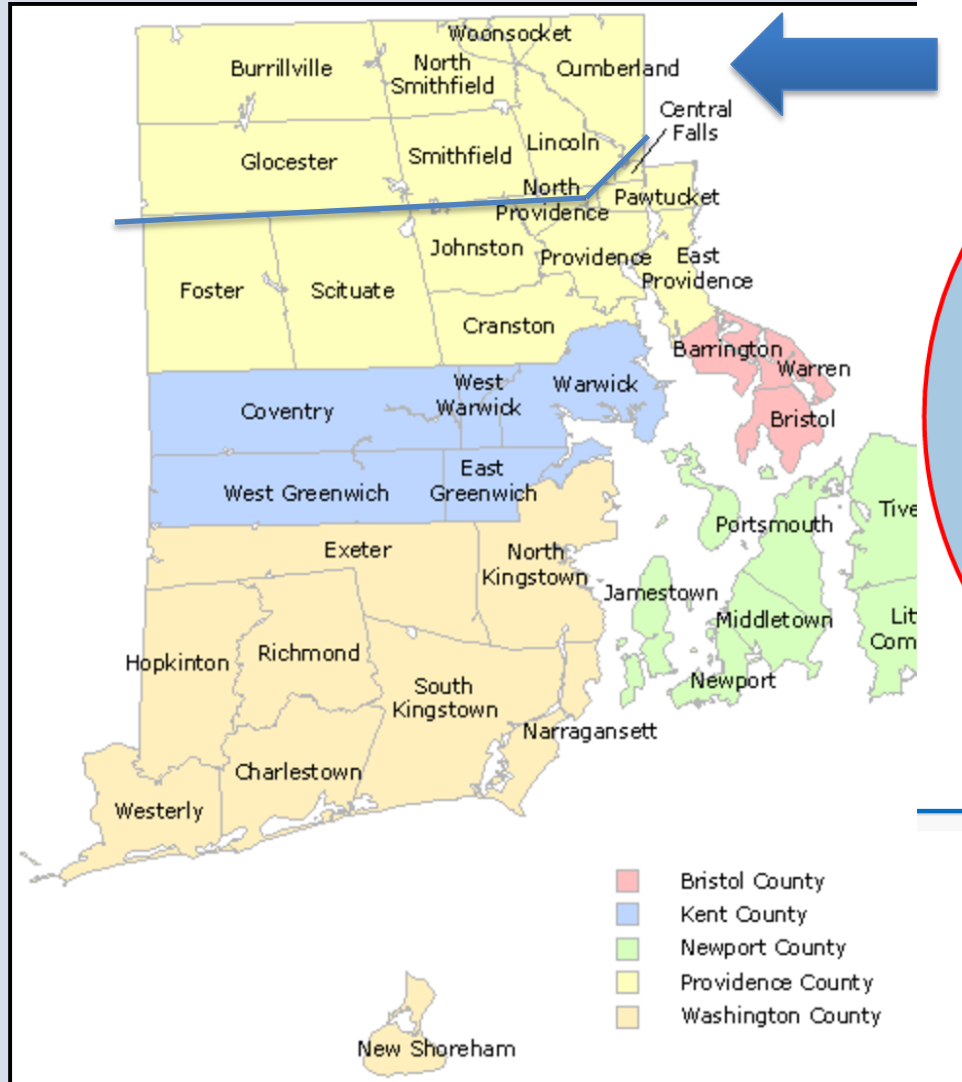 Woonsocket
Burrillville
North
Smithfield
Cumberland
Central
Falls
Glocester
Smithfield
Lincoln
North
Providence
Pawtucket
Johnston
Providence
East
Providence
Foster
Scituate
Cranston
Barrington
Warren
Coventry
West
Warwick
Warwick
Bristol
West Greenwich
East
Greenwich
Portsmouth
Tive
Exeter
North
Kingstown
Jamestown
Middletown
Lit
Com
Hopkinton
Richmond
South
Kingstown
Newport
Narragansett
Charlestown
Westerly
Bristol County
Kent County
Newport County
Providence County
Washington County
New Shoreham